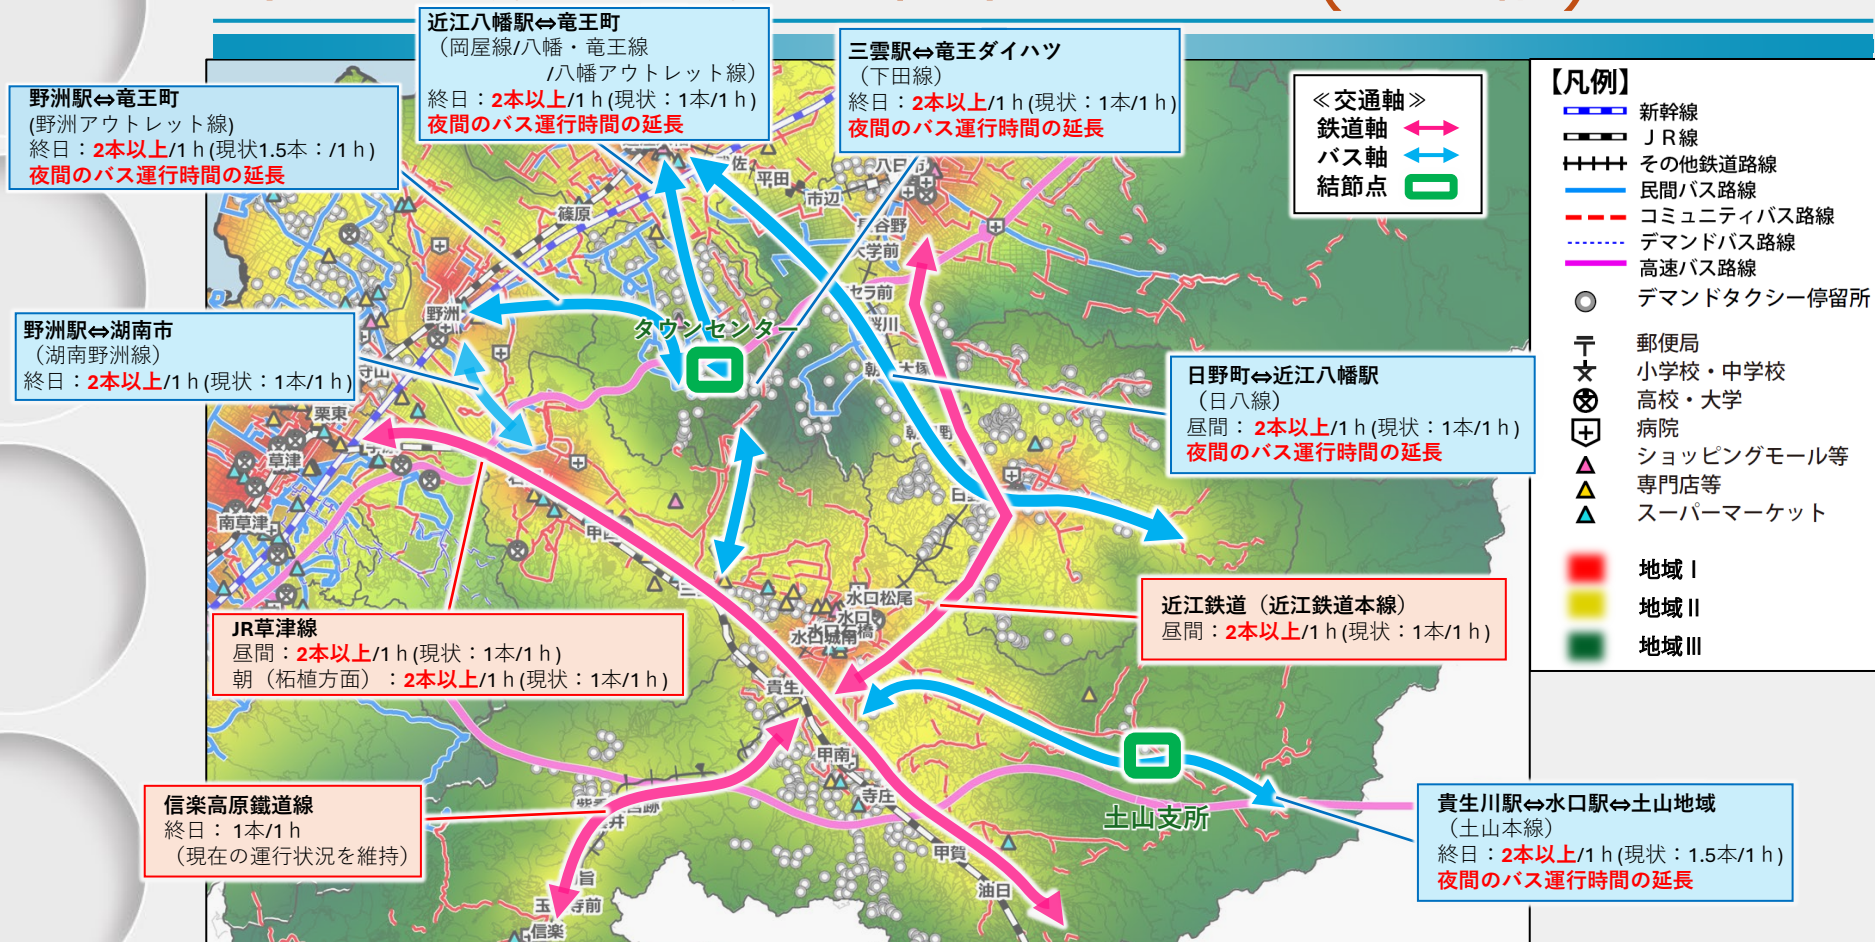 近江八幡駅⇔竜王町
（岡屋線/八幡・竜王線
/八幡アウトレット線）
終日：2本以上/1ｈ(現状：1本/1ｈ)
夜間のバス運行時間の延長
三雲駅⇔竜王ダイハツ
（下田線）
終日：2本以上/1ｈ(現状：1本/1ｈ)
夜間のバス運行時間の延長
野洲駅⇔竜王町
(野洲アウトレット線)
終日：2本以上/1ｈ(現状1.5本：/1ｈ)
夜間のバス運行時間の延長
≪交通軸≫
鉄道軸
バス軸
結節点
【凡例】
新幹線
ＪＲ線
その他鉄道路線
民間バス路線
コミュニティバス路線
デマンドバス路線
高速バス路線
デマンドタクシー停留所
郵便局
小学校・中学校
高校・大学
病院
ショッピングモール等
専門店等
スーパーマーケット
地域Ⅰ
地域Ⅱ
地域Ⅲ
平田
市辺
篠原
大学前
野洲
タウンセンター
野洲駅⇔湖南市
（湖南野洲線）
終日：2本以上/1ｈ(現状：1本/1ｈ)
守山
栗東
草津
南草津
日野町⇔近江八幡駅
（日八線）
昼間：2本以上/1ｈ(現状：1本/1ｈ)
夜間のバス運行時間の延長
水口松尾
近江鉄道（近江鉄道本線）
昼間：2本以上/1ｈ(現状：1本/1ｈ)
JR草津線
昼間：2本以上/1ｈ(現状：1本/1ｈ)
朝（柘植方面）：2本以上/1ｈ(現状：1本/1ｈ)
甲南
寺庄
甲賀
油日
土山支所
信楽高原鐵道線
終日：1本/1ｈ
（現在の運行状況を維持）
信楽
貴生川駅⇔水口駅⇔土山地域
（土山本線）
終日：2本以上/1ｈ(現状：1.5本/1ｈ)
夜間のバス運行時間の延長